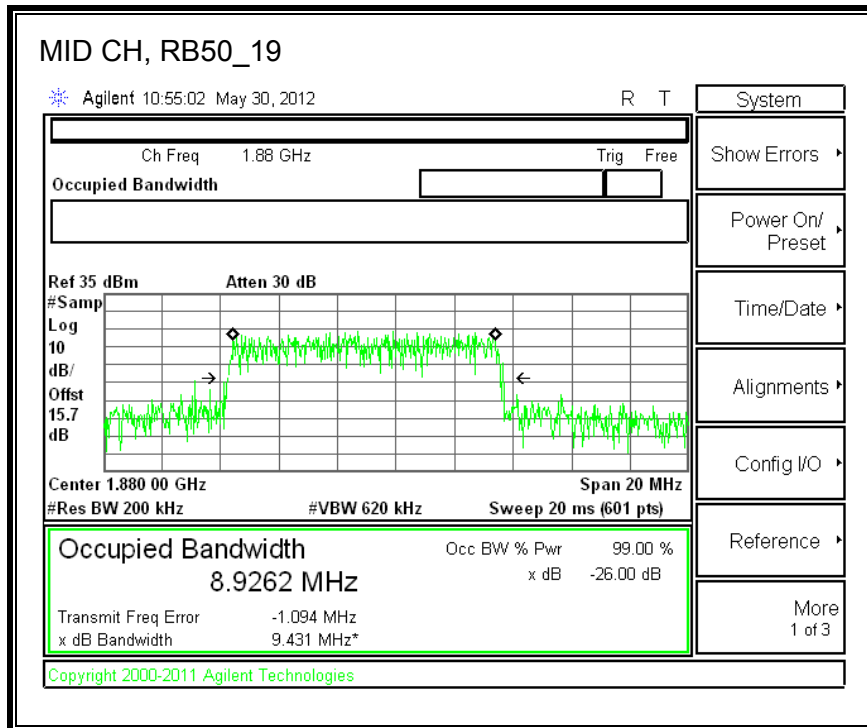 MID CH, RB50_19
Agilent 10:55:02 May 30, 2012 R T
System
Ch Freq 1.88 GHz Trig Free
Occupied Bandwidth
Show Errors
Power On/
Preset
Time/Date
Alignments
Config I/O
Reference
More
1 of 3
Ref 35 dBm Atten 30 dB
#Samp
Log
10
dB/
Offst
15.7
dB
Center 1.880 00 GHz Span 20 MHz
#Res BW 200 kHz #VBW 620 kHz Sweep 20 ms (601 pts)
Occupied Bandwidth Occ BW % Pwr 99.00 %
8.9262 MHz x dB -26.00 dB
Transmit Freq Error -1.094 MHz
x dB Bandwidth 9.431 MHz*
Copyright 2000-2011 Agilent Technologies